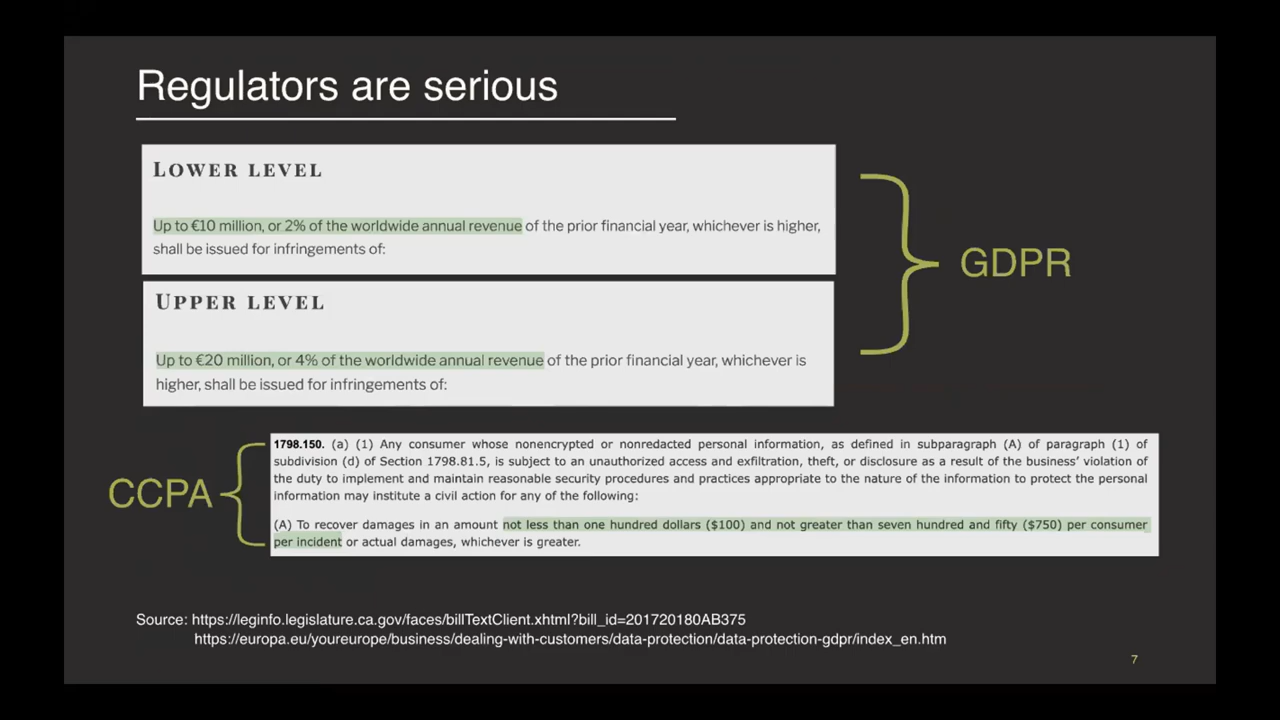 Regulators are serious
LOWER LEVEL
Up to €10 million, or 2% of the worldwide annual revenue of the prior financial year, whichever is higher,
shall be issued for infringements of:
UPPER LEVEL
Up to €20 million, or 4% of the worldwide annual revenue of the prior financial year, whichever is
higher, shall be issued for infringements of:
GDPR
CCPA
1798.150. (a) (1) Any consumer whose nonencrypted or nonredacted personal information, as defined in subparagraph (A) of paragraph (1) of
subdivision (d) of Section 1798.81.5, is subject to an unauthorized access and exfiltration, theft, or disclosure as a result of the business’ violation of
the duty to implement and maintain reasonable security procedures and practices appropriate to the nature of the information to protect the personal
information may institute a civil action for any of the following:
(A) To recover damages in an amount not less than one hundred dollars ($100) and not greater than seven hundred and fifty ($750) per consumer
per incident or actual damages, whichever is greater.
Source: https://leginfo.legislature.ca.gov/faces/billTextClient.xhtml?bill_id=201720180AB375
https://europa.eu/youreurope/business/dealing-with-customers/data-protection/data-protection-gdpr/index_en.htm
7